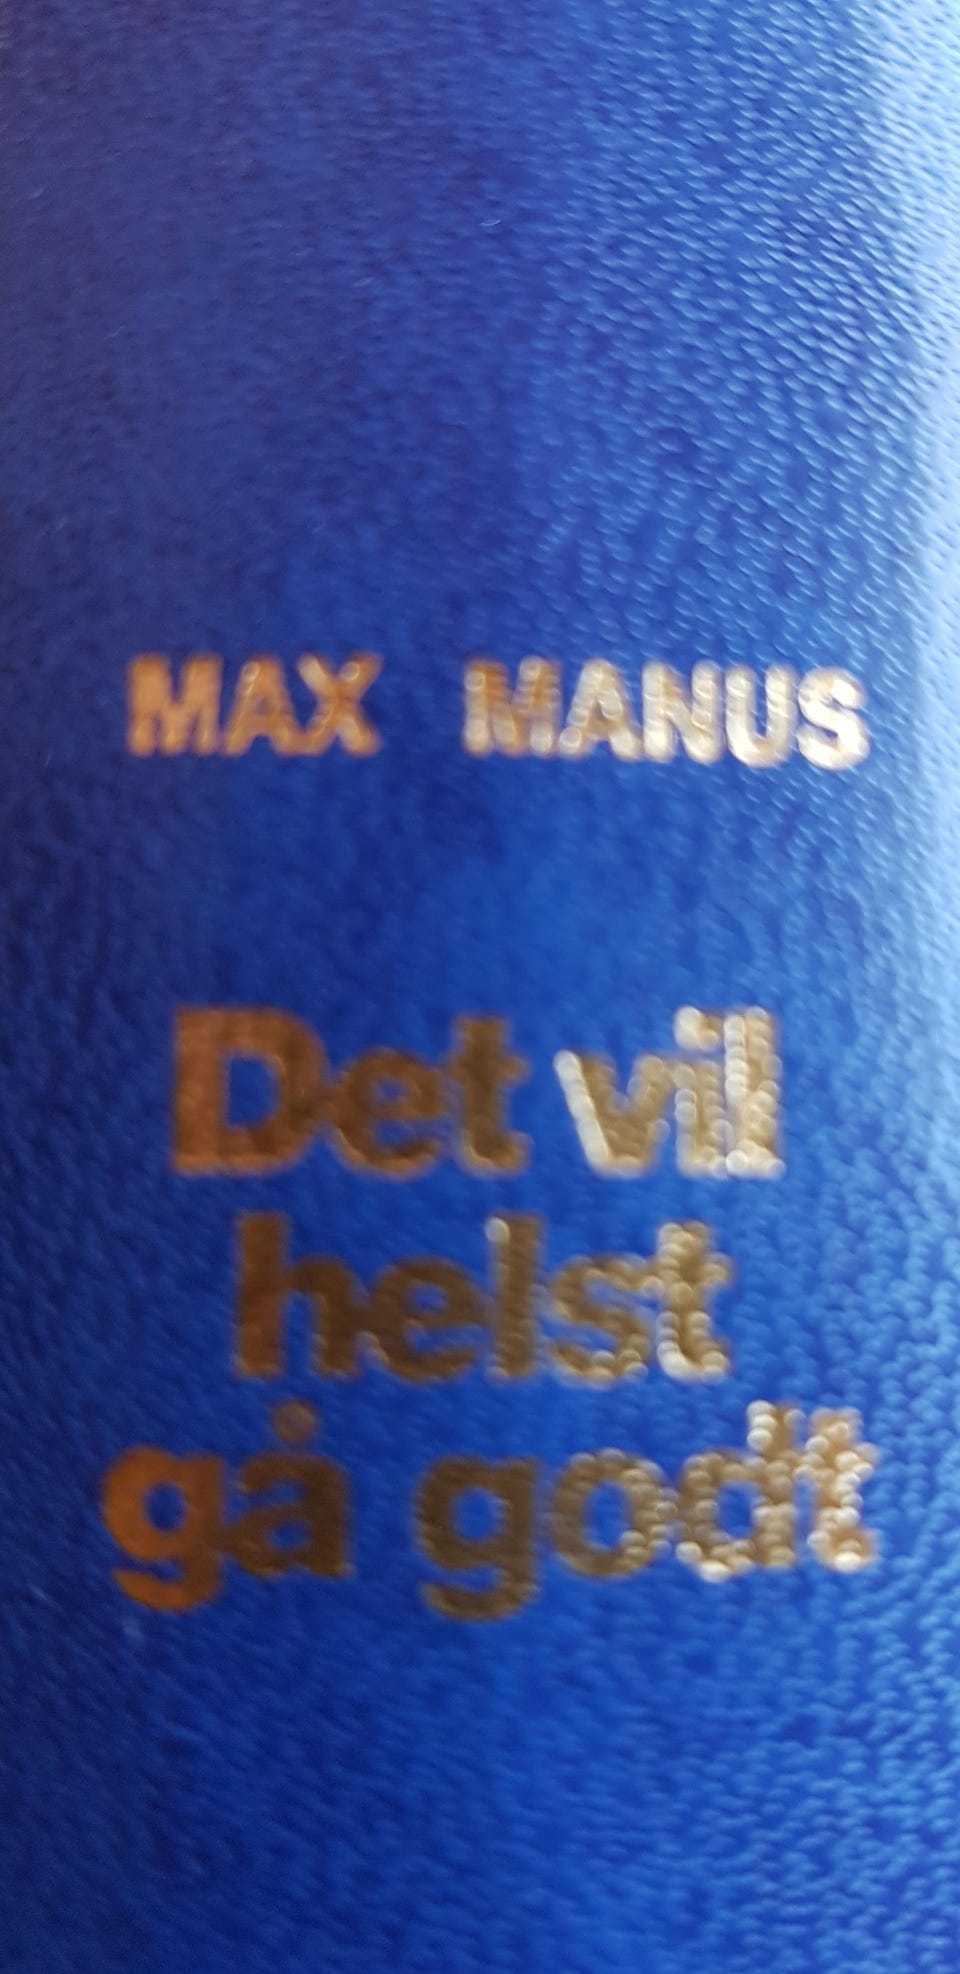 MAX MANUS
Det vil
helst
gå godt